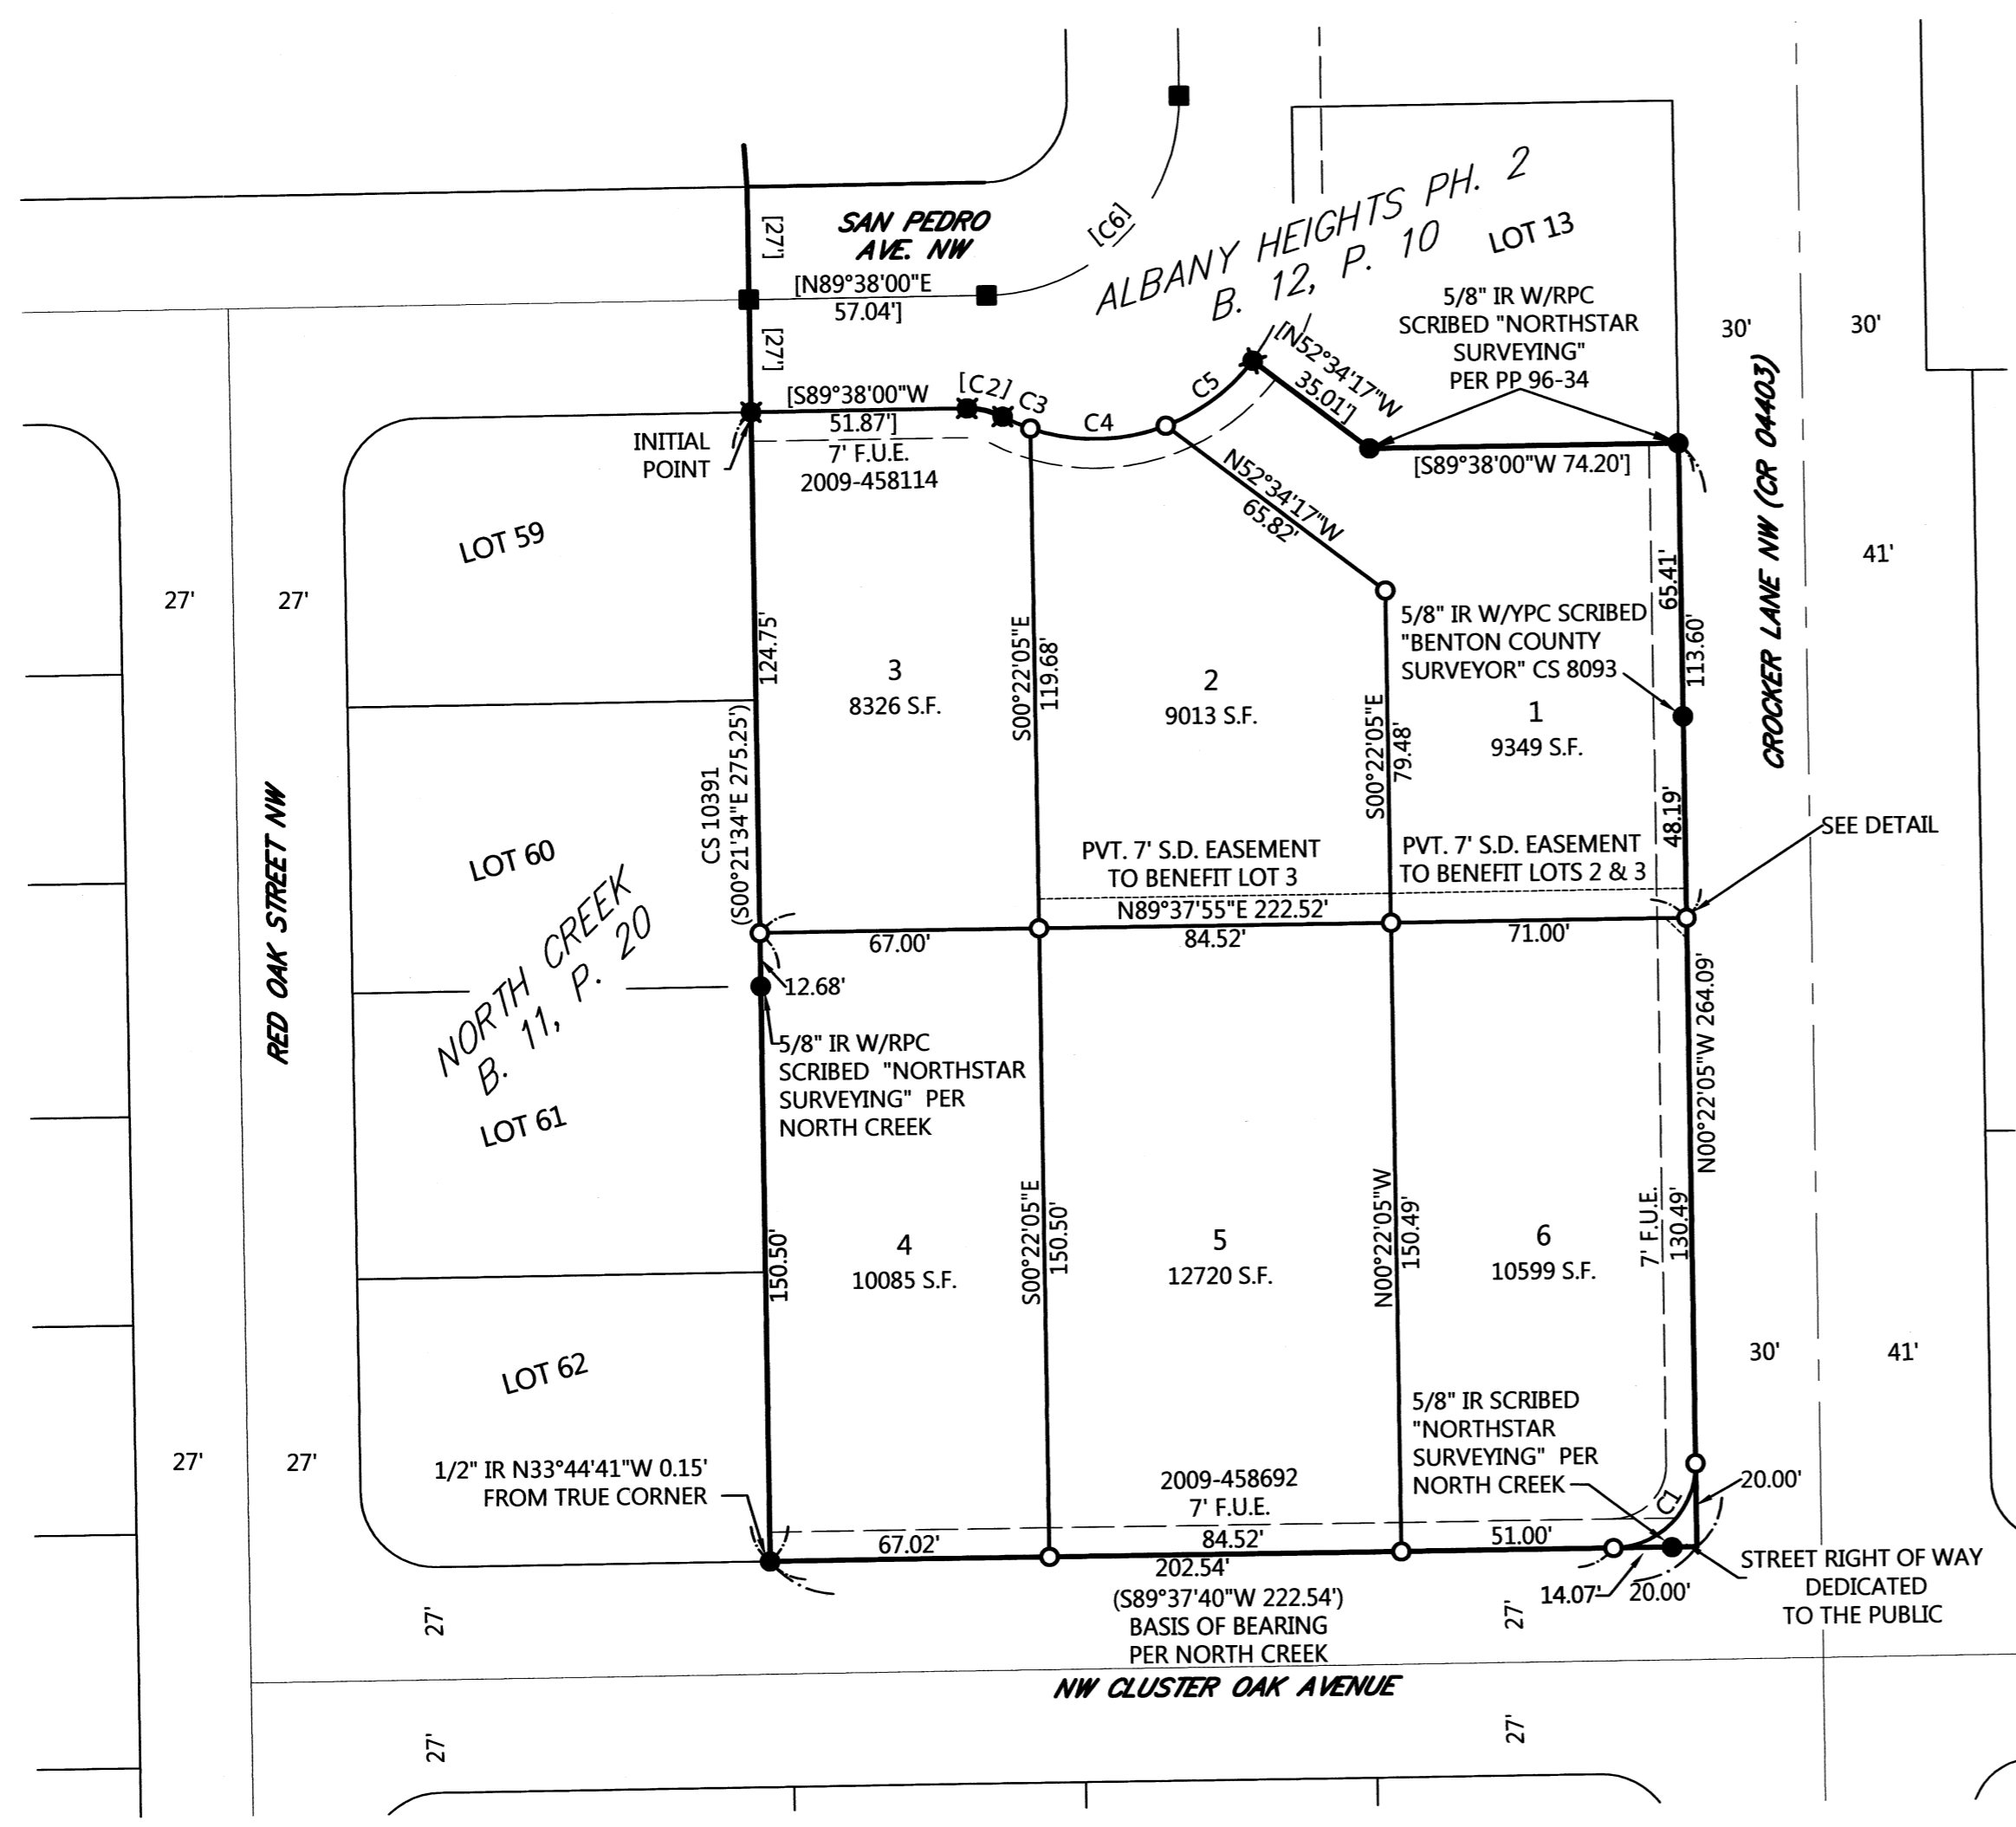 [27']
SAN PEDRO
AVE. NW
[N89°38'00"E
57.04']
[27']
[C6]
ALBANY HEIGHTS PH. 2
B. 12, P. 10
LOT 13
5/8" IR W/RPC
SCRIBED "NORTHSTAR
SURVEYING"
PER PP 96-34
30'
30'
[S89°38'00"W
51.87']
[C2]
C3
C4
C5
[N52°34'17"W
35.01']
INITIAL
POINT
7' F.U.E.
2009-458114
[S89°38'00"W 74.20']
N52°34'17"W
65.82'
CROCKER LANE NW (CR 04403)
41'
LOT 59
27'
27'
124.75'
S00°22'05"E
119.68'
65.41'
113.60'
5/8" IR W/YPC SCRIBED
"BENTON COUNTY
SURVEYOR" CS 8093
3
8326 S.F.
2
9013 S.F.
1
9349 S.F.
S00°22'05"E
79.48'
48.19'
CS 10391
(S00°21'34"E 275.25')
SEE DETAIL
RED OAK STREET NW
LOT 60
NORTH CREEK
B. 11, P. 20
PVT. 7' S.D. EASEMENT
TO BENEFIT LOT 3
PVT. 7' S.D. EASEMENT
TO BENEFIT LOTS 2 & 3
N89°37'55"E 222.52'
67.00'
84.52'
71.00'
12.68'
5/8" IR W/RPC
SCRIBED "NORTHSTAR
SURVEYING" PER
NORTH CREEK
N00°22'05"W 264.09'
LOT 61
150.50'
S00°22'05"E
150.50'
N00°22'05"W
150.49'
7' F.U.E.
130.49'
4
10085 S.F.
5
12720 S.F.
6
10599 S.F.
LOT 62
30'
41'
27'
27'
1/2" IR N33°44'41"W 0.15'
FROM TRUE CORNER
5/8" IR SCRIBED
"NORTHSTAR
SURVEYING" PER
NORTH CREEK
2009-458692
7' F.U.E.
C1
20.00'
67.02'
84.52'
51.00'
202.54'
(S89°37'40"W 222.54')
BASIS OF BEARING
PER NORTH CREEK
14.07'
20.00'
STREET RIGHT OF WAY
DEDICATED
TO THE PUBLIC
27'
27'
NW CLUSTER OAK AVENUE
27'
27'